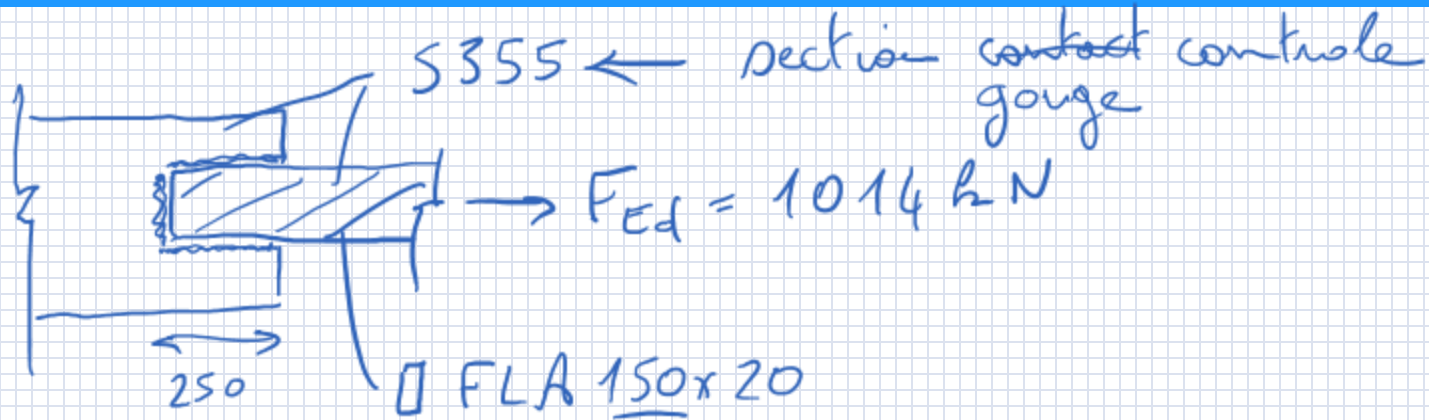 S355 ← section ~~contact~~ controle
gouge
F_Ed = 1014 kN
250
▯ FLA 150x20